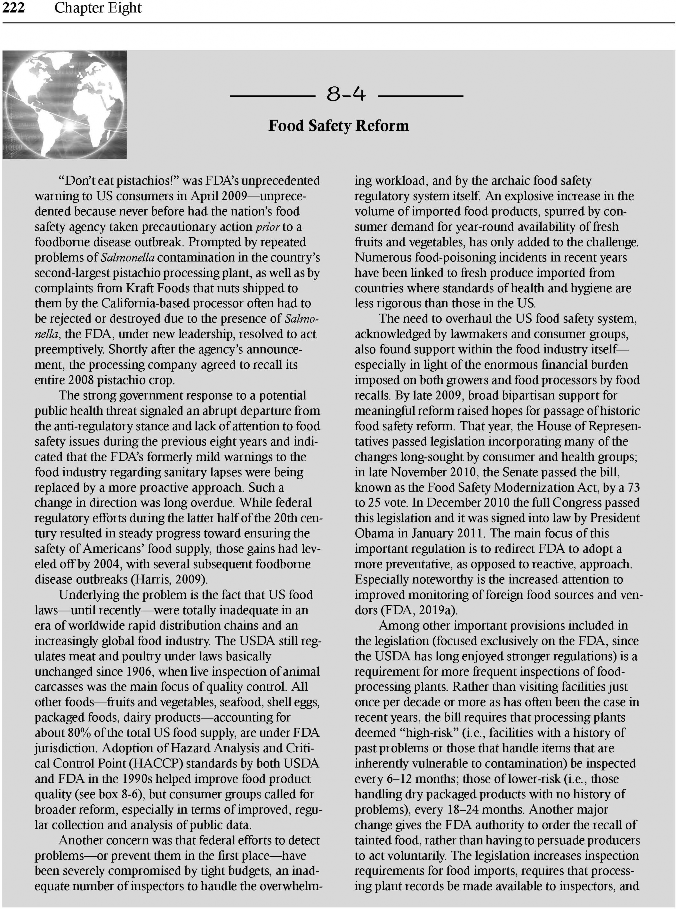 222 Chapter Eight
8-4
Food Safety Reform
“Don’t eat pistachios!” was FDA’s unprecedented
warning to US consumers in April 2009—unprece-
dented because never before had the nation’s food
safety agency taken precautionary action prior to a
foodborne disease outbreak. Prompted by repeated
problems of Salmonella contamination in the country’s
second-largest pistachio processing plant, as well as by
complaints from Kraft Foods that nuts shipped to
them by the California-based processor often had to
be rejected or destroyed due to the presence of Salmo-
nella, the FDA, under new leadership, resolved to act
preemptively. Shortly after the agency’s announce-
ment, the processing company agreed to recall its
entire 2008 pistachio crop.
The strong government response to a potential
public health threat signaled an abrupt departure from
the anti-regulatory stance and lack of attention to food
safety issues during the previous eight years and indi-
cated that the FDA’s formerly mild warnings to the
food industry regarding sanitary lapses were being
replaced by a more proactive approach. Such a
change in direction was long overdue. While federal
regulatory efforts during the latter half of the 20th cen-
tury resulted in steady progress toward ensuring the
safety of Americans’ food supply, those gains had lev-
eled off by 2004, with several subsequent foodborne
disease outbreaks (Harris, 2009).
Underlying the problem is the fact that US food
laws—until recently—were totally inadequate in an
era of worldwide rapid distribution chains and an
increasingly global food industry. The USDA still reg-
ulates meat and poultry under laws basically
unchanged since 1906, when live inspection of animal
carcasses was the main focus of quality control. All
other foods—fruits and vegetables, seafood, shell eggs,
packaged foods, dairy products—accounting for
about 80% of the total US food supply, are under FDA
jurisdiction. Adoption of Hazard Analysis and Criti-
cal Control Point (HACCP) standards by both USDA
and FDA in the 1990s helped improve food product
quality (see box 8-6), but consumer groups called for
broader reform, especially in terms of improved, regu-
lar collection and analysis of public data.
Another concern was that federal efforts to detect
problems—or prevent them in the first place—have
been severely compromised by tight budgets, an inad-
equate number of inspectors to handle the overwhelm-
ing workload, and by the archaic food safety
regulatory system itself. An explosive increase in the
volume of imported food products, spurred by con-
sumer demand for year-round availability of fresh
fruits and vegetables, has only added to the challenge.
Numerous food-poisoning incidents in recent years
have been linked to fresh produce imported from
countries where standards of health and hygiene are
less rigorous than those in the US.
The need to overhaul the US food safety system,
acknowledged by lawmakers and consumer groups,
also found support within the food industry itself—
especially in light of the enormous financial burden
imposed on both growers and food processors by food
recalls. By late 2009, broad bipartisan support for
meaningful reform raised hopes for passage of historic
food safety reform. That year, the House of Represen-
tatives passed legislation incorporating many of the
changes long-sought by consumer and health groups;
in late November 2010, the Senate passed the bill,
known as the Food Safety Modernization Act, by a 73
to 25 vote. In December 2010 the full Congress passed
this legislation and it was signed into law by President
Obama in January 2011. The main focus of this
important regulation is to redirect FDA to adopt a
more preventative, as opposed to reactive, approach.
Especially noteworthy is the increased attention to
improved monitoring of foreign food sources and ven-
dors (FDA, 2019a).
Among other important provisions included in
the legislation (focused exclusively on the FDA, since
the USDA has long enjoyed stronger regulations) is a
requirement for more frequent inspections of food-
processing plants. Rather than visiting facilities just
once per decade or more as has often been the case in
recent years, the bill requires that processing plants
deemed “high-risk” (i.e., facilities with a history of
past problems or those that handle items that are
inherently vulnerable to contamination) be inspected
every 6–12 months; those of lower-risk (i.e., those
handling dry packaged products with no history of
problems), every 18–24 months. Another major
change gives the FDA authority to order the recall of
tainted food, rather than having to persuade producers
to act voluntarily. The legislation increases inspection
requirements for food imports, requires that process-
ing plant records be made available to inspectors, and